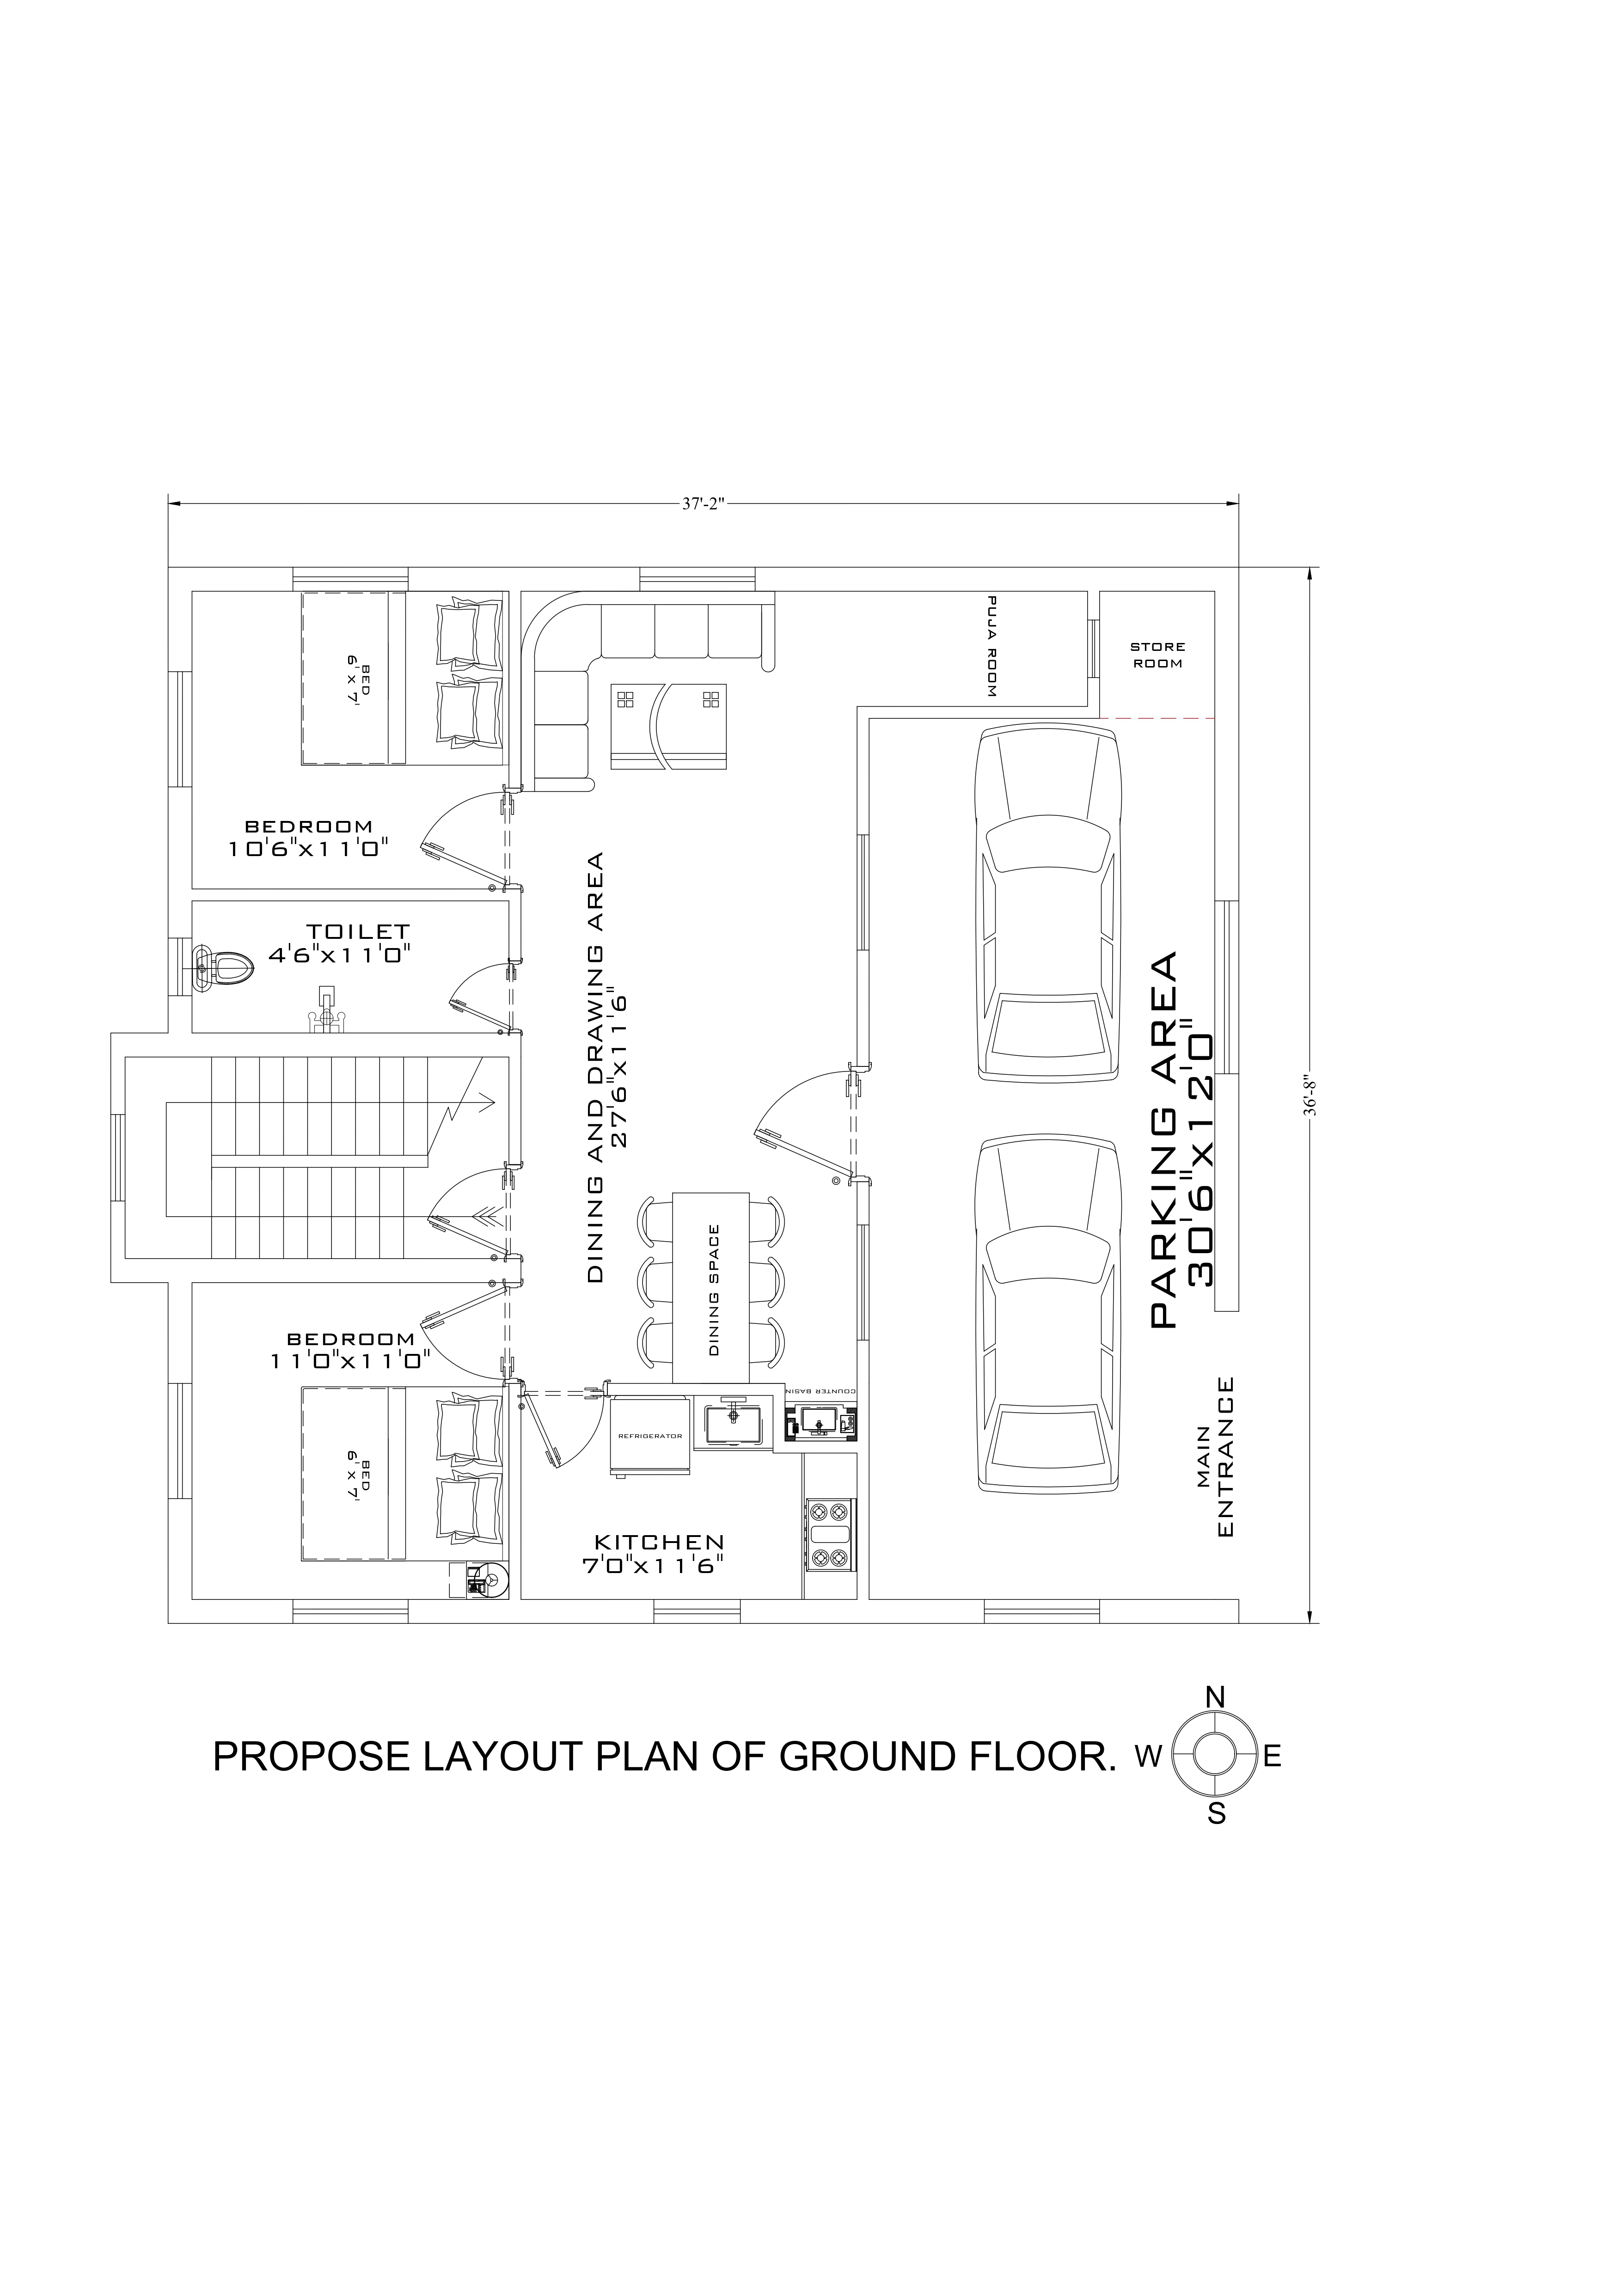 37'-2"
PUJA ROOM
STORE
ROOM
BED
6' x 7'
BEDROOM
10'6"x11'0"
TOILET
4'6"x11'0"
DINING AND DRAWING AREA
27'6"x11'6"
PARKING AREA
30'6"x12'0"
36'-8"
DINING SPACE
BEDROOM
11'0"x11'0"
COUNTER BASIN
MAIN
ENTRANCE
REFRIGERATOR
BED
6' x 7'
KITCHEN
7'0"x11'6"
N
PROPOSE LAYOUT PLAN OF GROUND FLOOR.
W
E
S